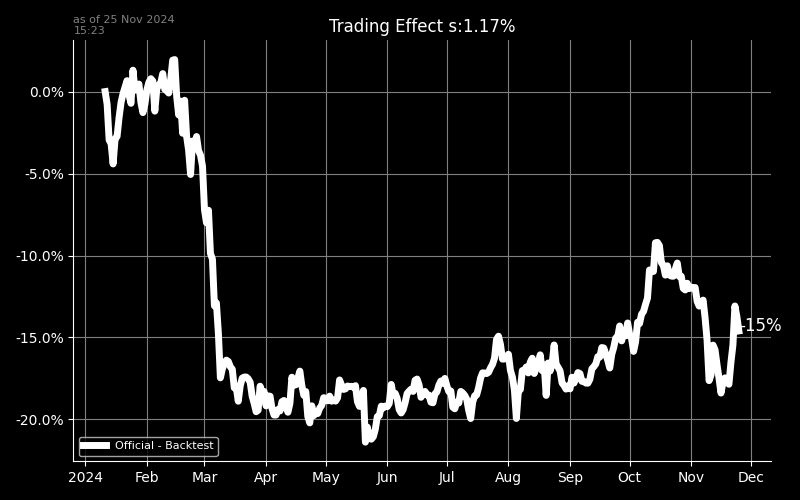 as of 25 Nov 2024
15:23
Trading Effect s:1.17%
0.0%
-5.0%
-10.0%
-15.0%
-20.0%
-15%
Official - Backtest
2024 Feb Mar Apr May Jun Jul Aug Sep Oct Nov Dec